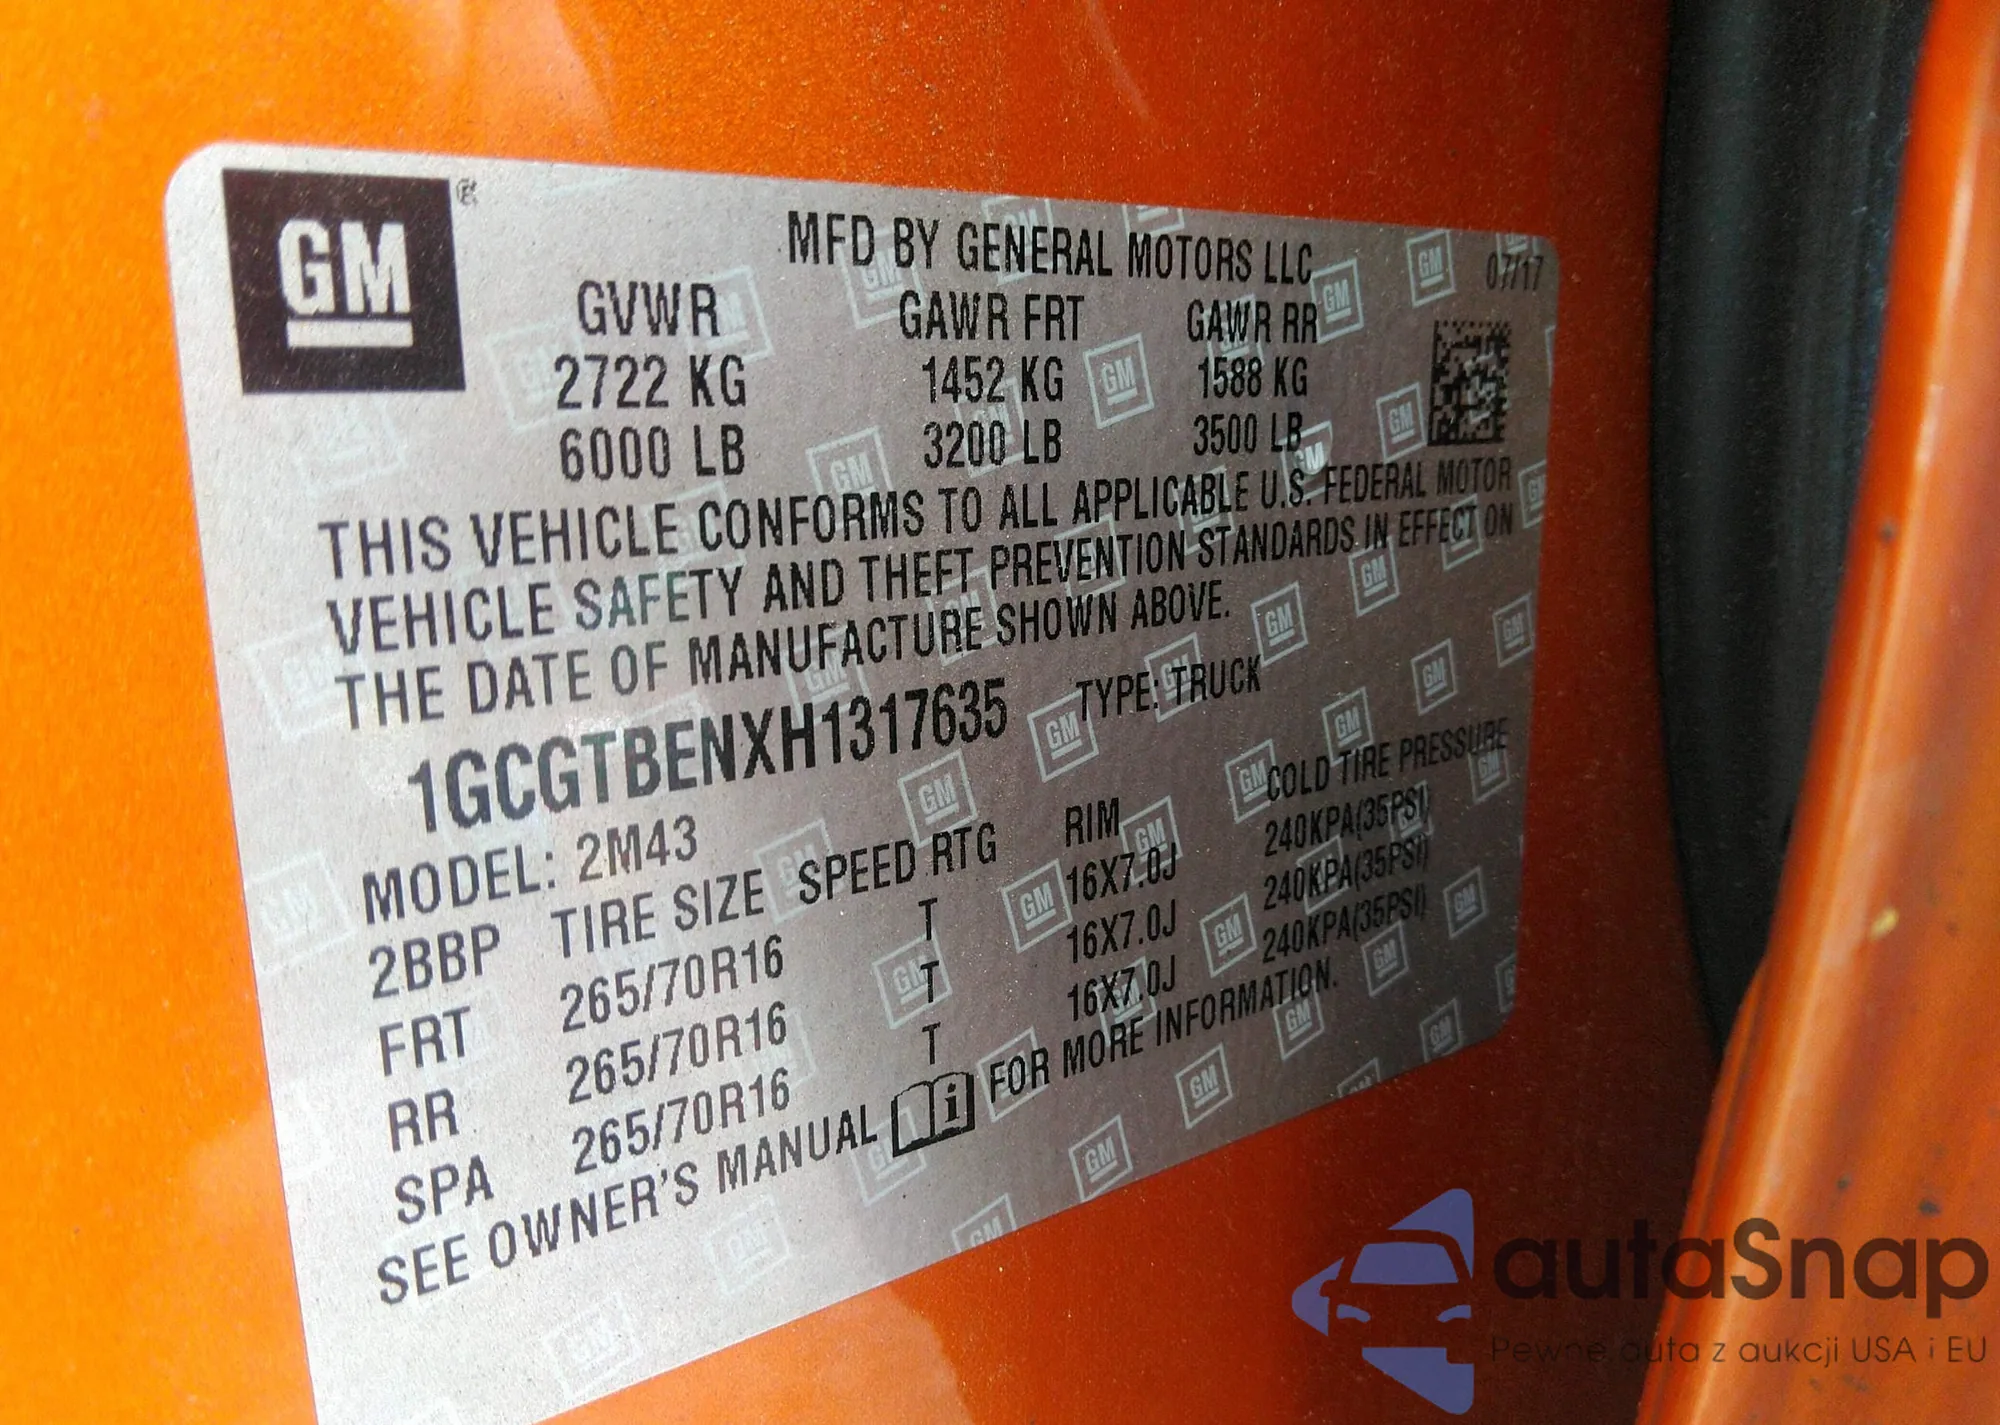 GM ®
MFD BY GENERAL MOTORS LLC 07/17
GVWR GAWR FRT GAWR RR
2722 KG 1452 KG 1588 KG
6000 LB 3200 LB 3500 LB
THIS VEHICLE CONFORMS TO ALL APPLICABLE U.S. FEDERAL MOTOR
VEHICLE SAFETY AND THEFT PREVENTION STANDARDS IN EFFECT ON
THE DATE OF MANUFACTURE SHOWN ABOVE.
1GCGTBENXH1317635 TYPE: TRUCK
MODEL: 2M43
2BBP TIRE SIZE SPEED RTG RIM COLD TIRE PRESSURE
FRT 265/70R16 T 16X7.0J 240KPA(35PSI)
RR 265/70R16 T 16X7.0J 240KPA(35PSI)
SPA 265/70R16 T 16X7.0J 240KPA(35PSI)
SEE OWNER'S MANUAL i FOR MORE INFORMATION.
autaSnap
Pewne auta z aukcji USA i EU